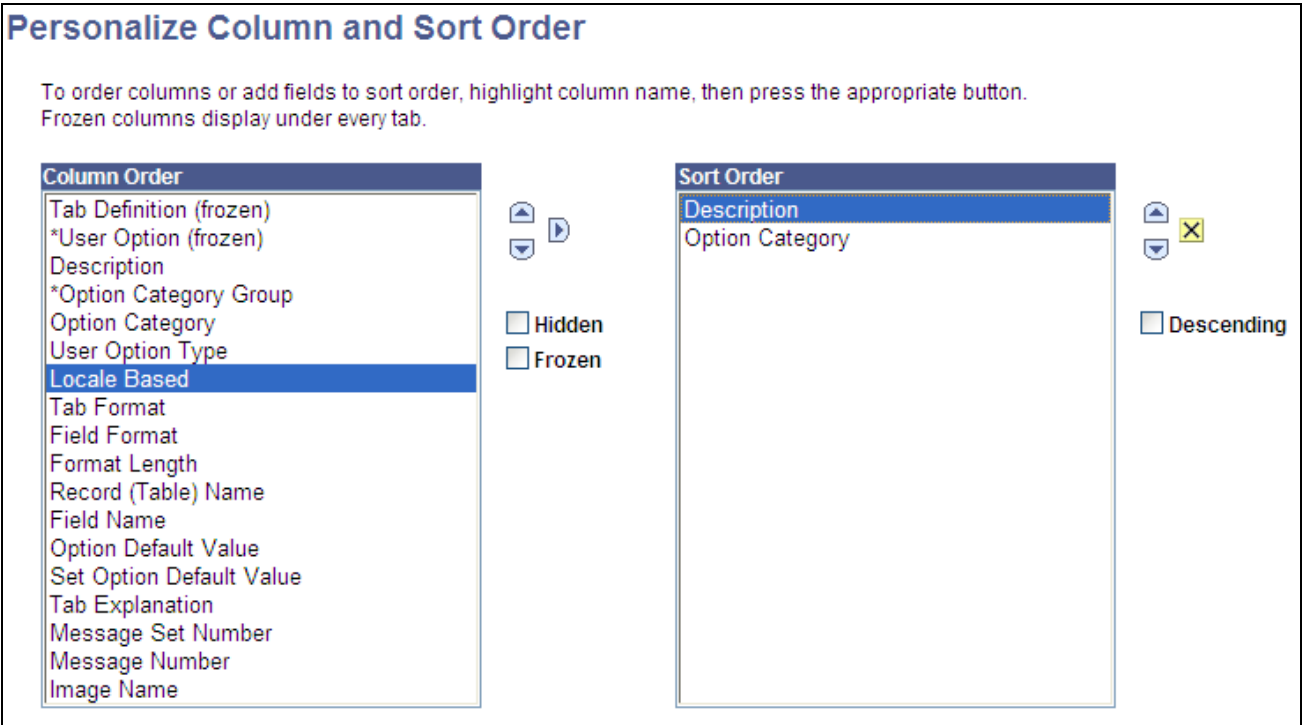 Personalize Column and Sort Order
To order columns or add fields to sort order, highlight column name, then press the appropriate button.
Frozen columns display under every tab.
Column Order
Tab Definition (frozen)
*User Option (frozen)
Description
*Option Category Group
Option Category
User Option Type
Locale Based
Tab Format
Field Format
Format Length
Record (Table) Name
Field Name
Option Default Value
Set Option Default Value
Tab Explanation
Message Set Number
Message Number
Image Name
Hidden
Frozen
Sort Order
Description
Option Category
Descending